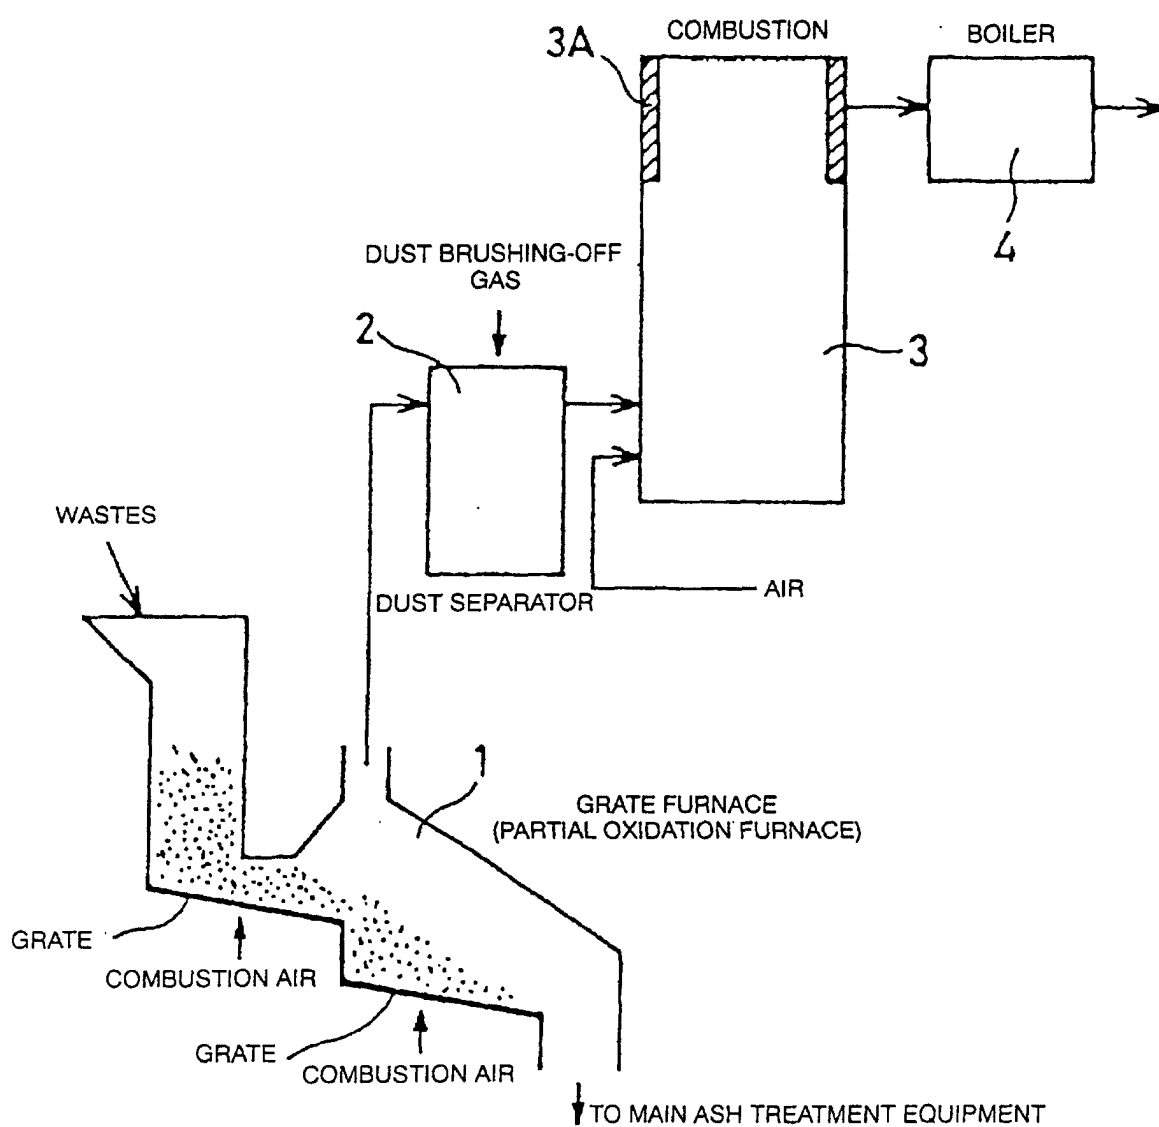 COMBUSTION
BOILER
3A
4
DUST BRUSHING-OFF
GAS
2
3
WASTES
AIR
DUST SEPARATOR
1
GRATE FURNACE
(PARTIAL OXIDATION FURNACE)
GRATE
COMBUSTION AIR
GRATE
COMBUSTION AIR
TO MAIN ASH TREATMENT EQUIPMENT